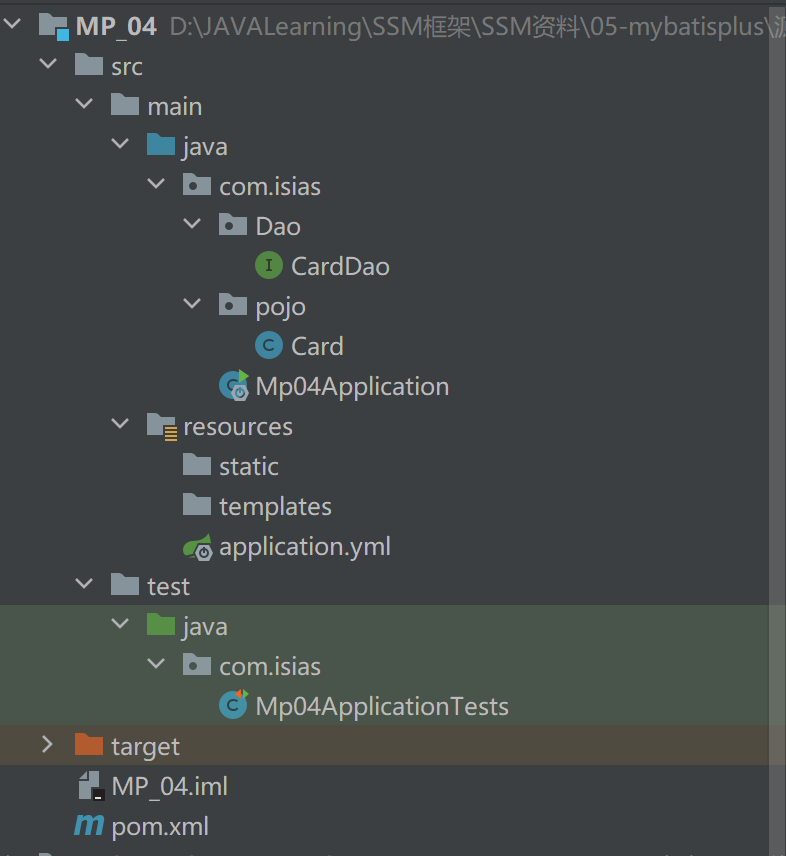 MP_04 D:\JAVALearning\SSM框架\SSM资料\05-mybatisplus\
src
main
java
com.isias
Dao
CardDao
pojo
Card
Mp04Application
resources
static
templates
application.yml
test
java
com.isias
Mp04ApplicationTests
target
MP_04.iml
pom.xml